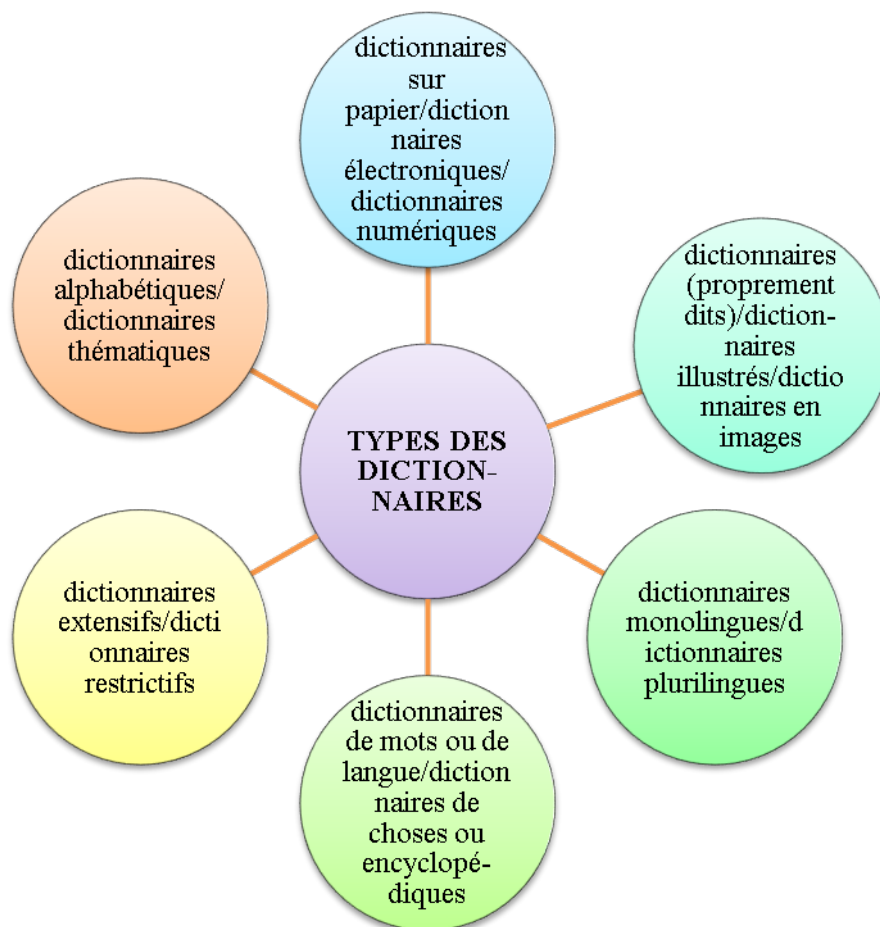 dictionnaires
sur
papier/diction
naires
électroniques/
dictionnaires
numériques
dictionnaires
(proprement
dits)/diction-
naires
illustrés/dictio
nnaires en
images
dictionnaires
monolingues/d
ictionnaires
plurilingues
dictionnaires
de mots ou de
langue/diction
naires de
choses ou
encyclopé-
diques
dictionnaires
extensifs/dicti
onnaires
restrictifs
dictionnaires
alphabétiques/
dictionnaires
thématiques
TYPES DES
DICTION-
NAIRES